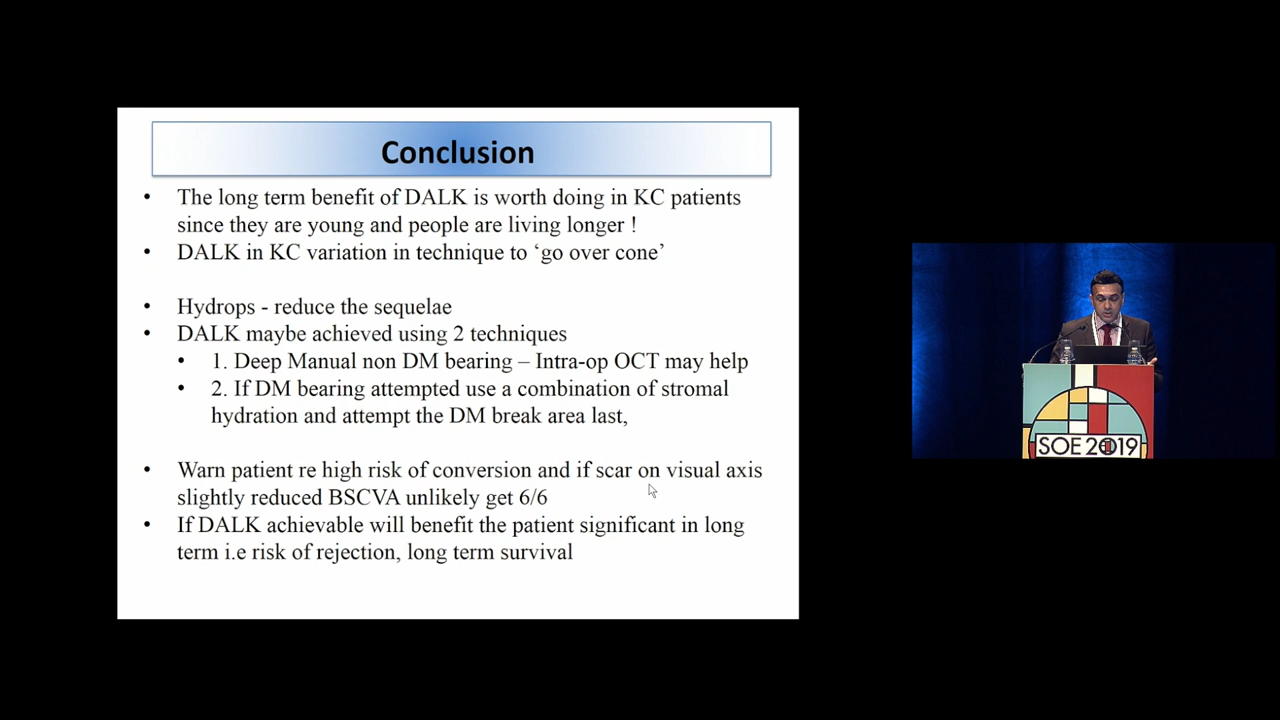 Conclusion
• The long term benefit of DALK is worth doing in KC patients
since they are young and people are living longer !
• DALK in KC variation in technique to ‘go over cone’
• Hydrops - reduce the sequelae
• DALK maybe achieved using 2 techniques
• 1. Deep Manual non DM bearing – Intra-op OCT may help
• 2. If DM bearing attempted use a combination of stromal
hydration and attempt the DM break area last,
• Warn patient re high risk of conversion and if scar on visual axis
slightly reduced BSCVA unlikely get 6/6
• If DALK achievable will benefit the patient significant in long
term i.e risk of rejection, long term survival
SOE 2019